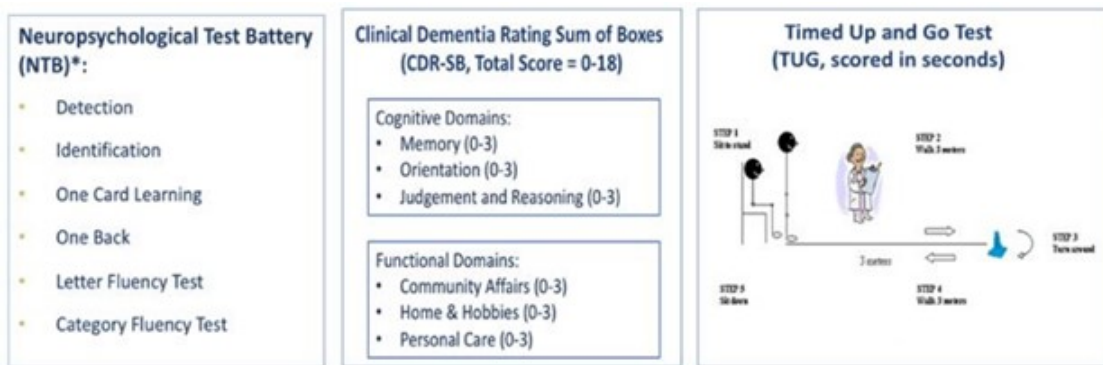 Neuropsychological Test Battery
(NTB)*:
• Detection
• Identification
• One Card Learning
• One Back
• Letter Fluency Test
• Category Fluency Test
Clinical Dementia Rating Sum of Boxes
(CDR-SB, Total Score = 0-18)
Cognitive Domains:
• Memory (0-3)
• Orientation (0-3)
• Judgement and Reasoning (0-3)
Functional Domains:
• Community Affairs (0-3)
• Home & Hobbies (0-3)
• Personal Care (0-3)
Timed Up and Go Test
(TUG, scored in seconds)
STEP 1
Sit to stand
STEP 2
Walk 3 meters
STEP 3
Turn around
3 meters
STEP 4
Walk 3 meters
STEP 5
Sit down